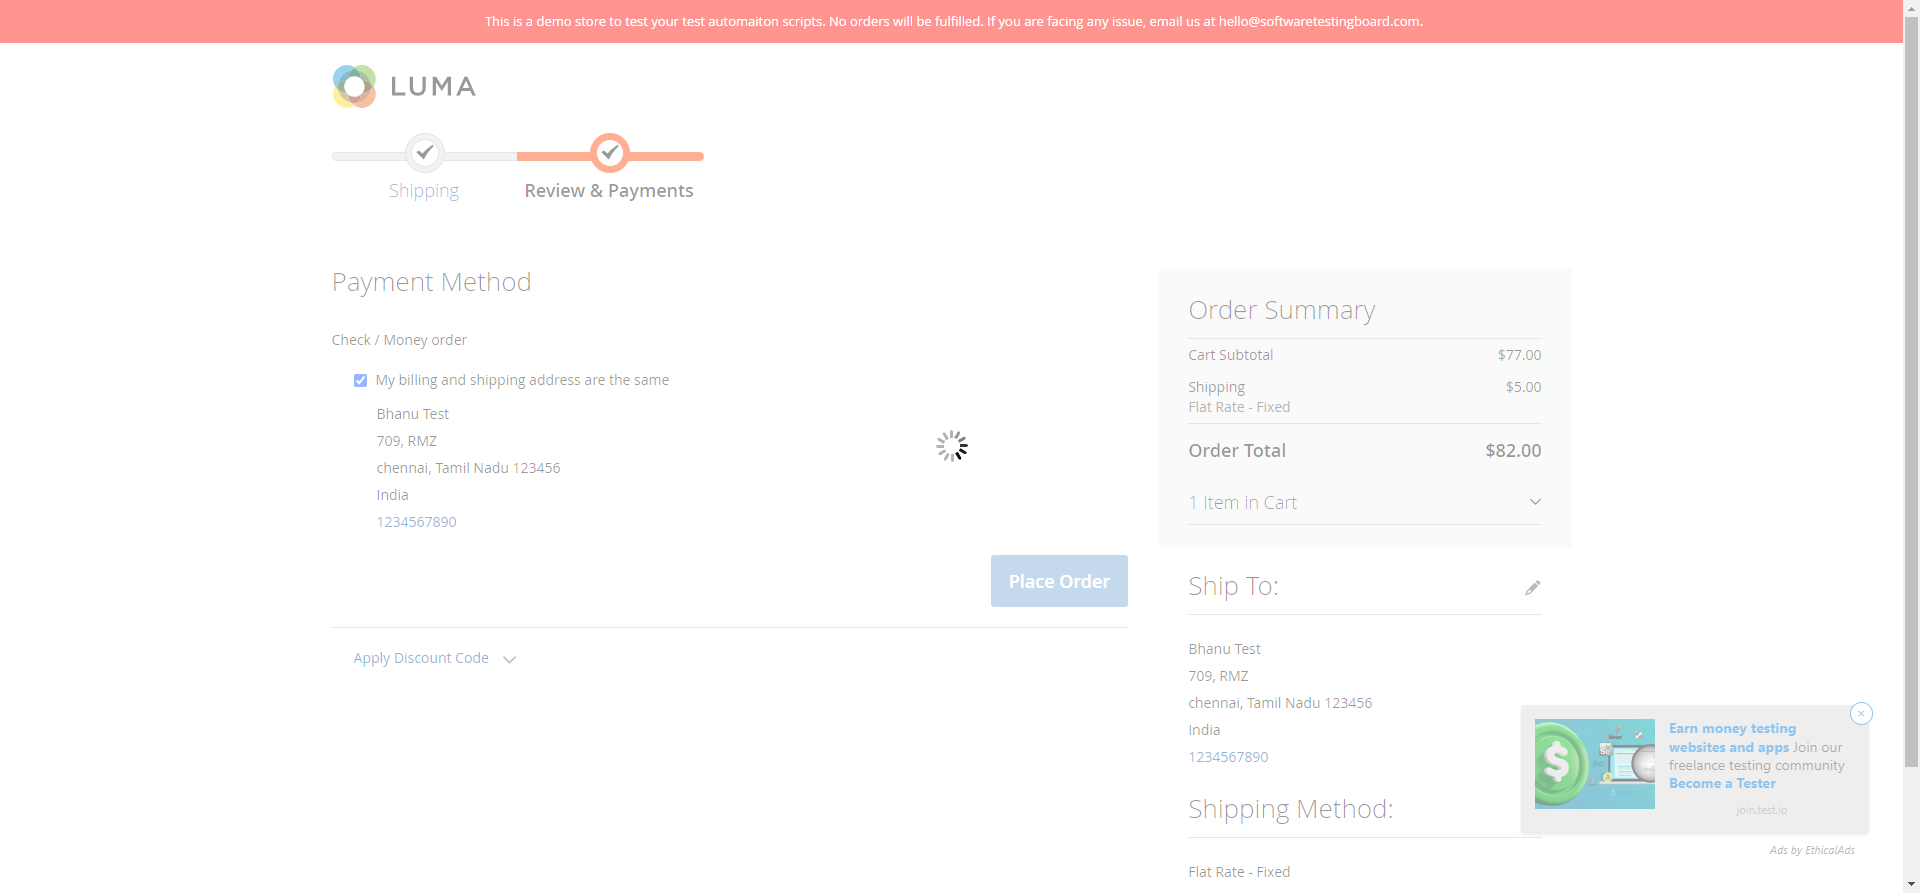 This is a demo store to test your test automaiton scripts. No orders will be fulfilled. If you are facing any issue, email us at hello@softwaretestingboard.com.
LUMA
Shipping
Review & Payments
Payment Method
Check / Money order
My billing and shipping address are the same
Bhanu Test
709, RMZ
chennai, Tamil Nadu 123456
India
1234567890
Place Order
Apply Discount Code
Order Summary
Cart Subtotal $77.00
Shipping $5.00
Flat Rate - Fixed
Order Total $82.00
1 Item in Cart
Ship To:
Bhanu Test
709, RMZ
chennai, Tamil Nadu 123456
India
1234567890
Shipping Method:
Flat Rate - Fixed
Earn money testing
websites and apps Join our
freelance testing community
Become a Tester
join.test.io
Ads by EthicalAds